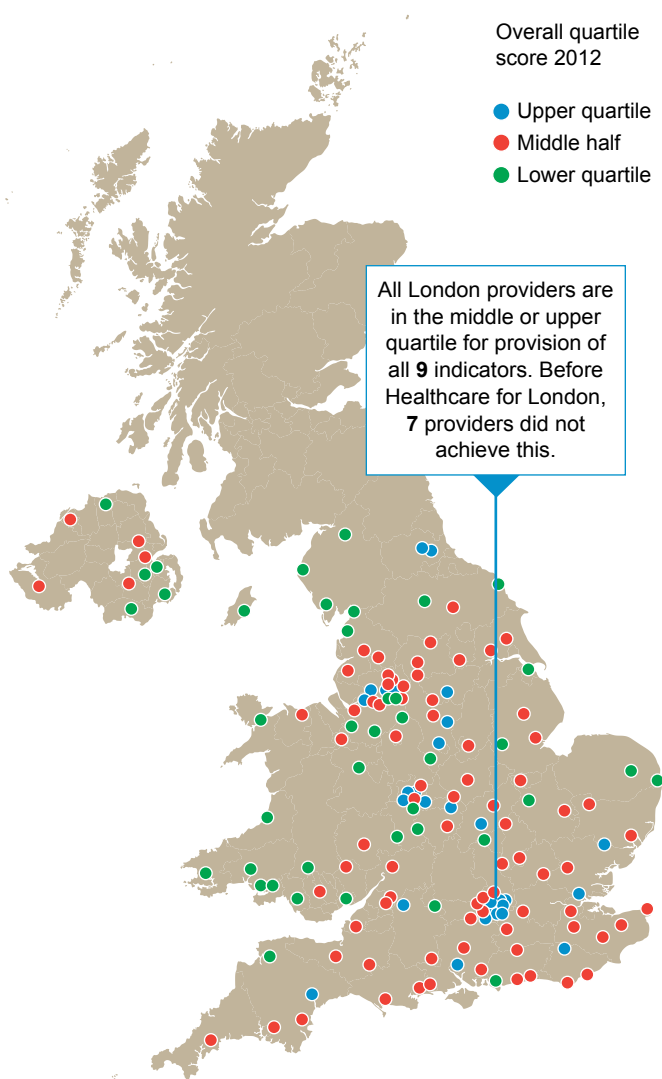 Overall quartile
score 2012
Upper quartile
Middle half
Lower quartile
All London providers are
in the middle or upper
quartile for provision of
all 9 indicators. Before
Healthcare for London,
7 providers did not
achieve this.